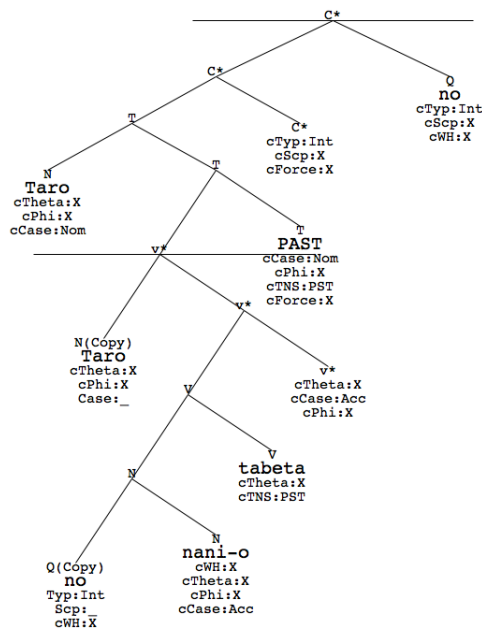 C*
C*
Q
no
cTyp:Int
cScp:X
cWH:X
T
C*
cTyp:Int
cScp:X
cForce:X
N
Taro
cTheta:X
cPhi:X
cCase:Nom
T
T
PAST
cCase:Nom
cPhi:X
cTNS:PST
cForce:X
v*
v*
N(Copy)
Taro
cTheta:X
cPhi:X
Case:_
v*
cTheta:X
cCase:Acc
cPhi:X
V
V
tabeta
cTheta:X
cTNS:PST
N
N
nani-o
cWH:X
cTheta:X
cPhi:X
cCase:Acc
Q(Copy)
no
Typ:Int
Scp:_
cWH:X